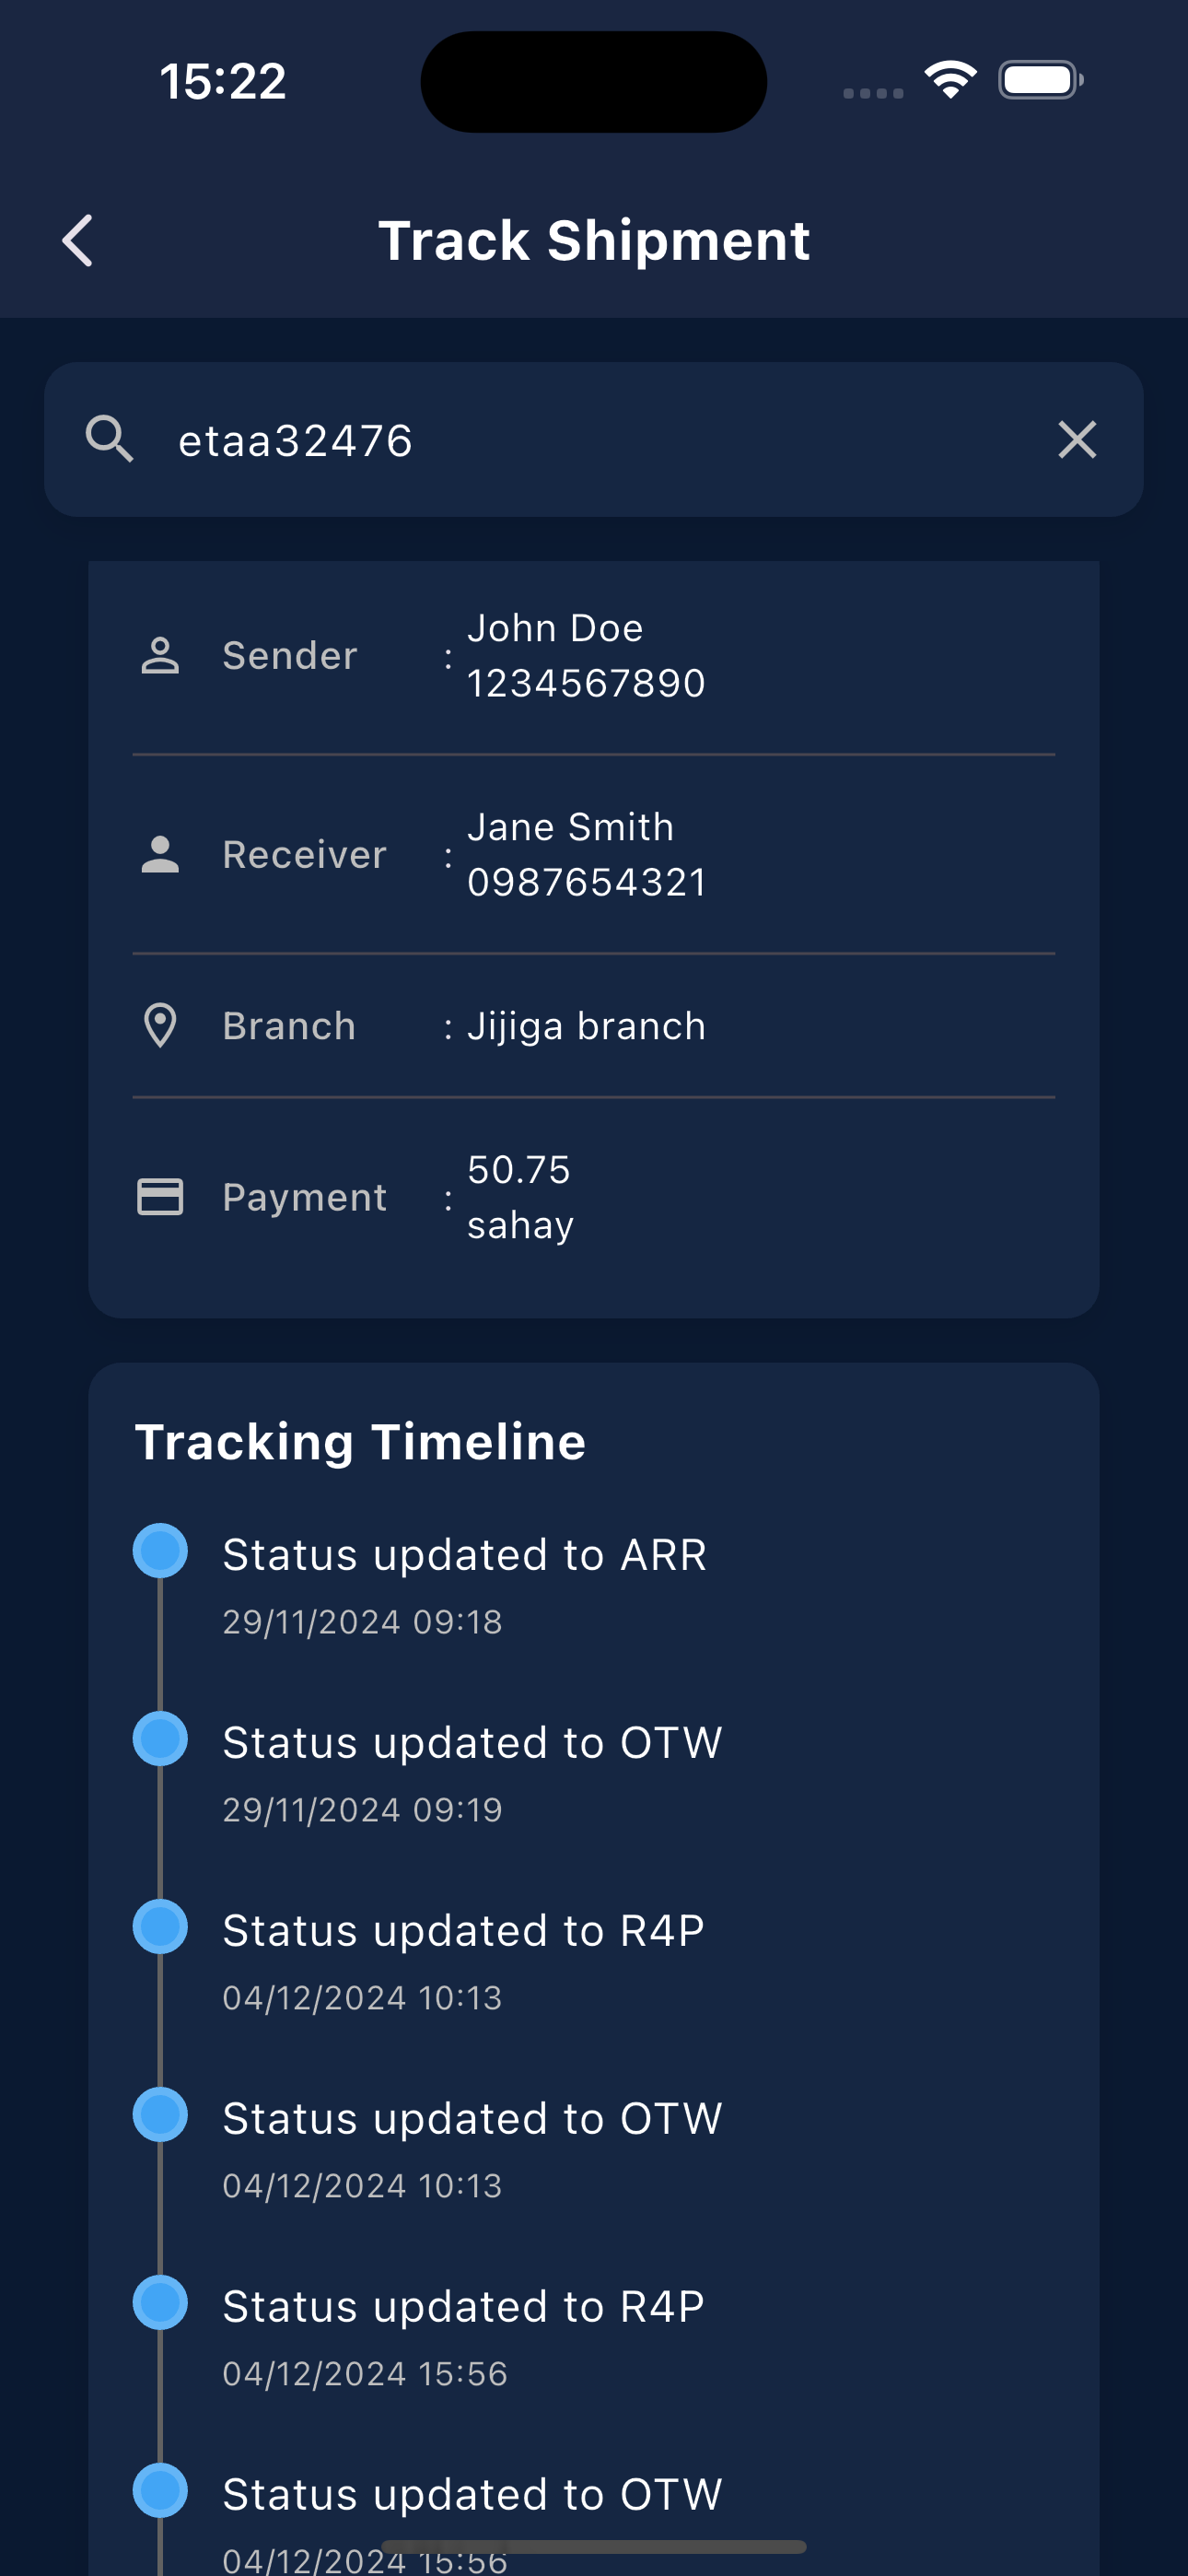 15:22
Track Shipment
etaa32476
Sender : John Doe
1234567890
Receiver : Jane Smith
0987654321
Branch : Jijiga branch
Payment : 50.75
sahay
Tracking Timeline
Status updated to ARR
29/11/2024 09:18
Status updated to OTW
29/11/2024 09:19
Status updated to R4P
04/12/2024 10:13
Status updated to OTW
04/12/2024 10:13
Status updated to R4P
04/12/2024 15:56
Status updated to OTW
04/12/2024 15:56